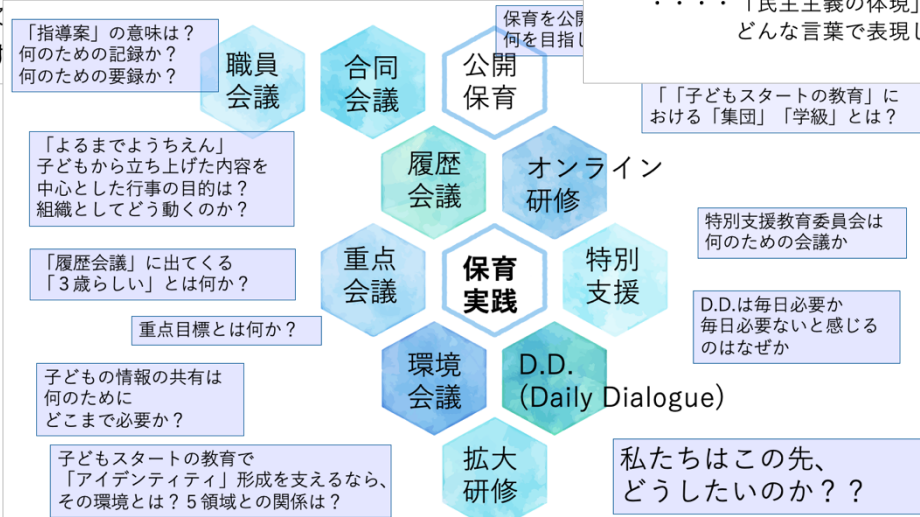 「指導案」の意味は？
何のための記録か？
何のための要録か？
保育を公開
何を目指し
・・・・「民主主義の体現」
どんな言葉で表現し
職員
会議
合同
会議
公開
保育
「「子どもスタートの教育」に
おける「集団」「学級」とは？
「よるまでようちえん」
子どもから立ち上げた内容を
中心とした行事の目的は？
組織としてどう動くのか？
履歴
会議
オンライン
研修
特別支援教育委員会は
何のための会議か
「履歴会議」に出てくる
「３歳らしい」とは何か？
重点
会議
保育
実践
特別
支援
重点目標とは何か？
D.D.は毎日必要か
毎日必要ないと感じる
のはなぜか
環境
会議
D.D.
(Daily Dialogue)
子どもの情報の共有は
何のために
どこまで必要か？
子どもスタートの教育で
「アイデンティティ」形成を支えるなら、
その環境とは？５領域との関係は？
拡大
研修
私たちはこの先、
どうしたいのか？？